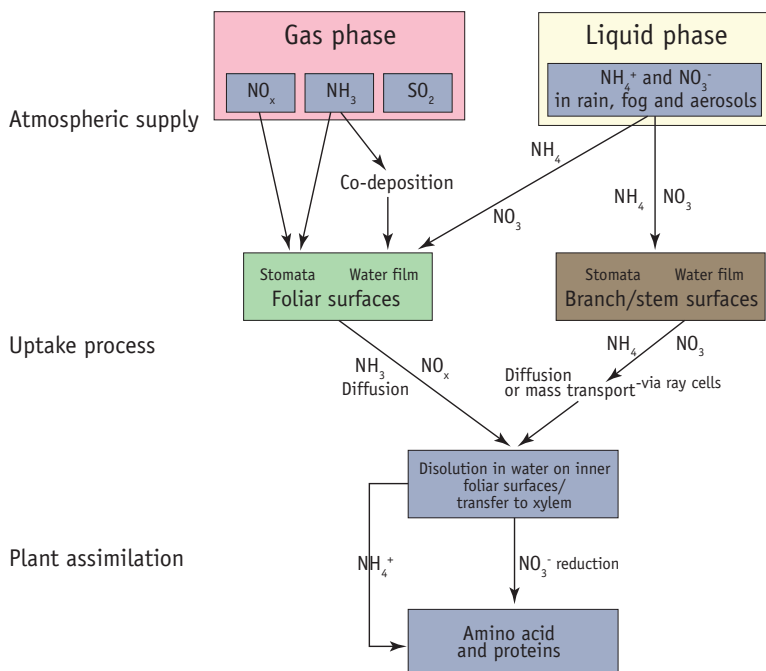 Gas phase
Liquid phase
NOₓ
NH₃
SO₂
NH₄⁺ and NO₃⁻
in rain, fog and aerosols
Atmospheric supply
NH₄
Co-deposition
NO₃
NH₄
NO₃
Stomata
Water film
Foliar surfaces
Stomata
Water film
Branch/stem surfaces
Uptake process
NH₃
Diffusion
NOₓ
NH₄
NO₃
Diffusion
or mass transport
-via ray cells
Disolution in water on inner
foliar surfaces/
transfer to xylem
Plant assimilation
NH₄⁺
NO₃⁻ reduction
Amino acid
and proteins